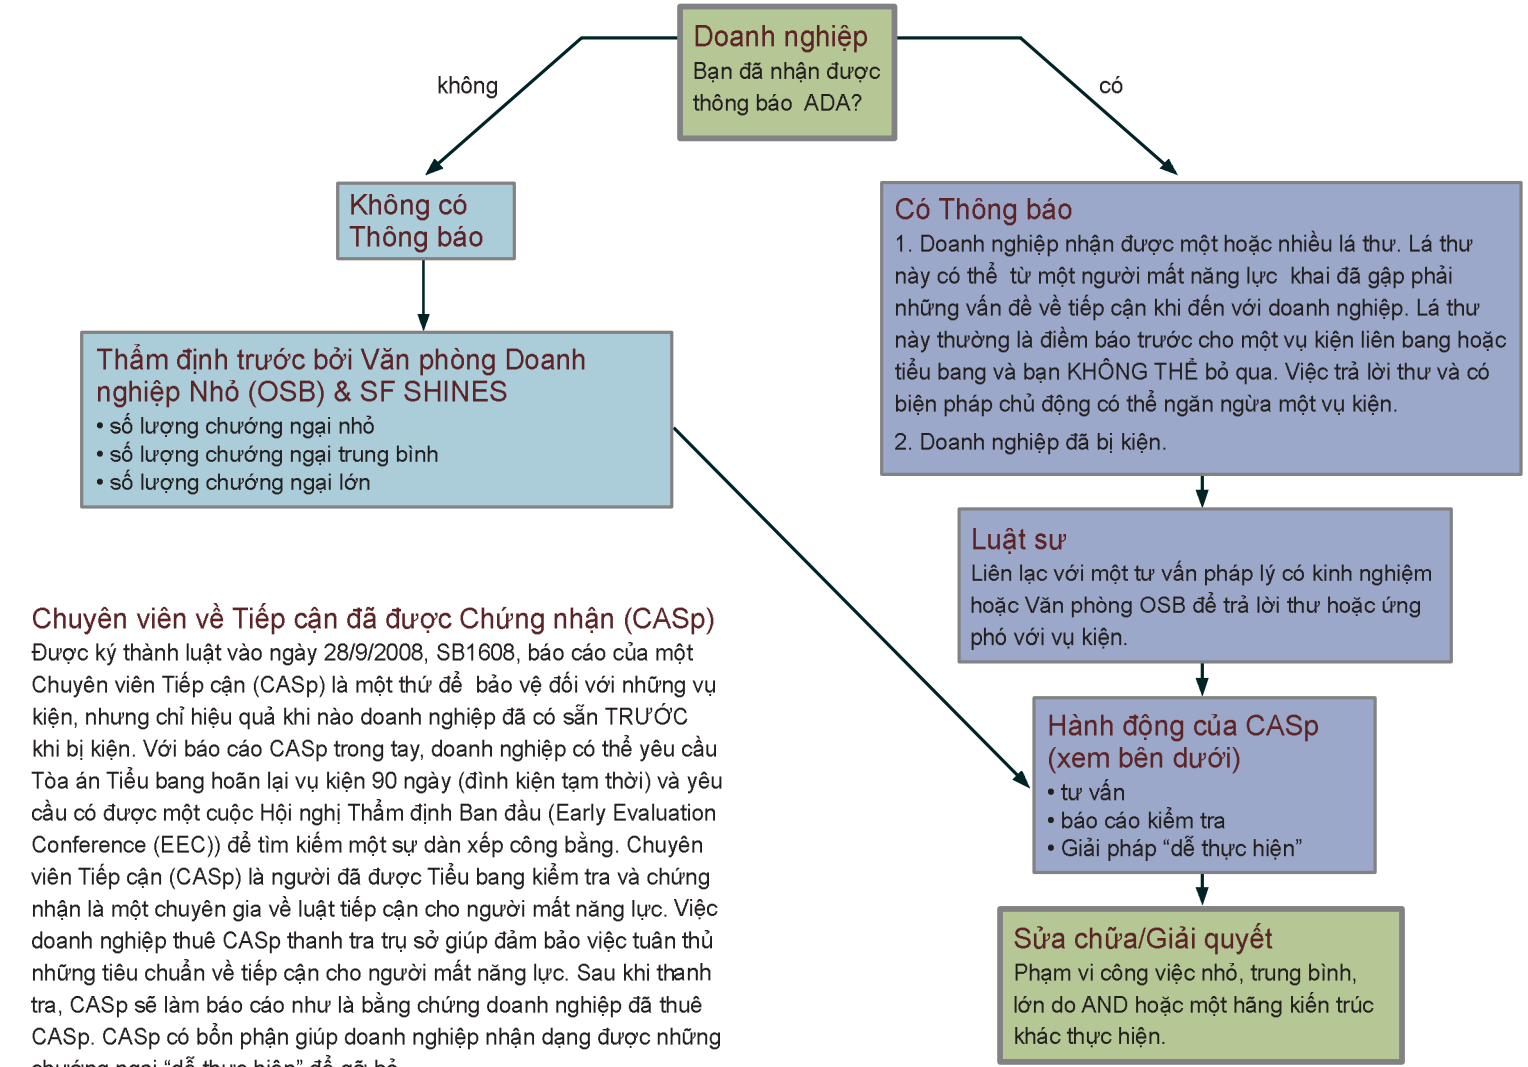 Doanh nghiệp
Bạn đã nhận được
thông báo ADA?
không
có
Không có
Thông báo
Có Thông báo
1. Doanh nghiệp nhận được một hoặc nhiều lá thư. Lá thư
này có thể từ một người mất năng lực khai đã gập phải
những vấn đề về tiếp cận khi đến với doanh nghiệp. Lá thư
này thường là điềm báo trước cho một vụ kiện liên bang hoặc
tiểu bang và bạn KHÔNG THỂ bỏ qua. Việc trả lời thư và có
biện pháp chủ động có thể ngăn ngừa một vụ kiện.
2. Doanh nghiệp đã bị kiện.
Thẩm định trước bởi Văn phòng Doanh
nghiệp Nhỏ (OSB) & SF SHINES
• số lượng chướng ngại nhỏ
• số lượng chướng ngại trung bình
• số lượng chướng ngại lớn
Luật sư
Liên lạc với một tư vấn pháp lý có kinh nghiệm
hoặc Văn phòng OSB để trả lời thư hoặc ứng
phó với vụ kiện.
Hành động của CASp
(xem bên dưới)
• tư vấn
• báo cáo kiểm tra
• Giải pháp “dễ thực hiện”
Sửa chữa/Giải quyết
Phạm vi công việc nhỏ, trung bình,
lớn do AND hoặc một hãng kiến trúc
khác thực hiện.
Chuyên viên về Tiếp cận đã được Chứng nhận (CASp)
Được ký thành luật vào ngày 28/9/2008, SB1608, báo cáo của một
Chuyên viên Tiếp cận (CASp) là một thứ để bảo vệ đối với những vụ
kiện, nhưng chỉ hiệu quả khi nào doanh nghiệp đã có sẵn TRƯỚC
khi bị kiện. Với báo cáo CASp trong tay, doanh nghiệp có thể yêu cầu
Tòa án Tiểu bang hoãn lại vụ kiện 90 ngày (đình kiện tạm thời) và yêu
cầu có được một cuộc Hội nghị Thẩm định Ban đầu (Early Evaluation
Conference (EEC)) để tìm kiếm một sự dàn xếp công bằng. Chuyên
viên Tiếp cận (CASp) là người đã được Tiểu bang kiểm tra và chứng
nhận là một chuyên gia về luật tiếp cận cho người mất năng lực. Việc
doanh nghiệp thuê CASp thanh tra trụ sở giúp đảm bảo việc tuân thủ
những tiêu chuẩn về tiếp cận cho người mất năng lực. Sau khi thanh
tra, CASp sẽ làm báo cáo như là bằng chứng doanh nghiệp đã thuê
CASp. CASp có bổn phận giúp doanh nghiệp nhận dạng được những
chướng ngại “dễ thực hiện” để gỡ bỏ